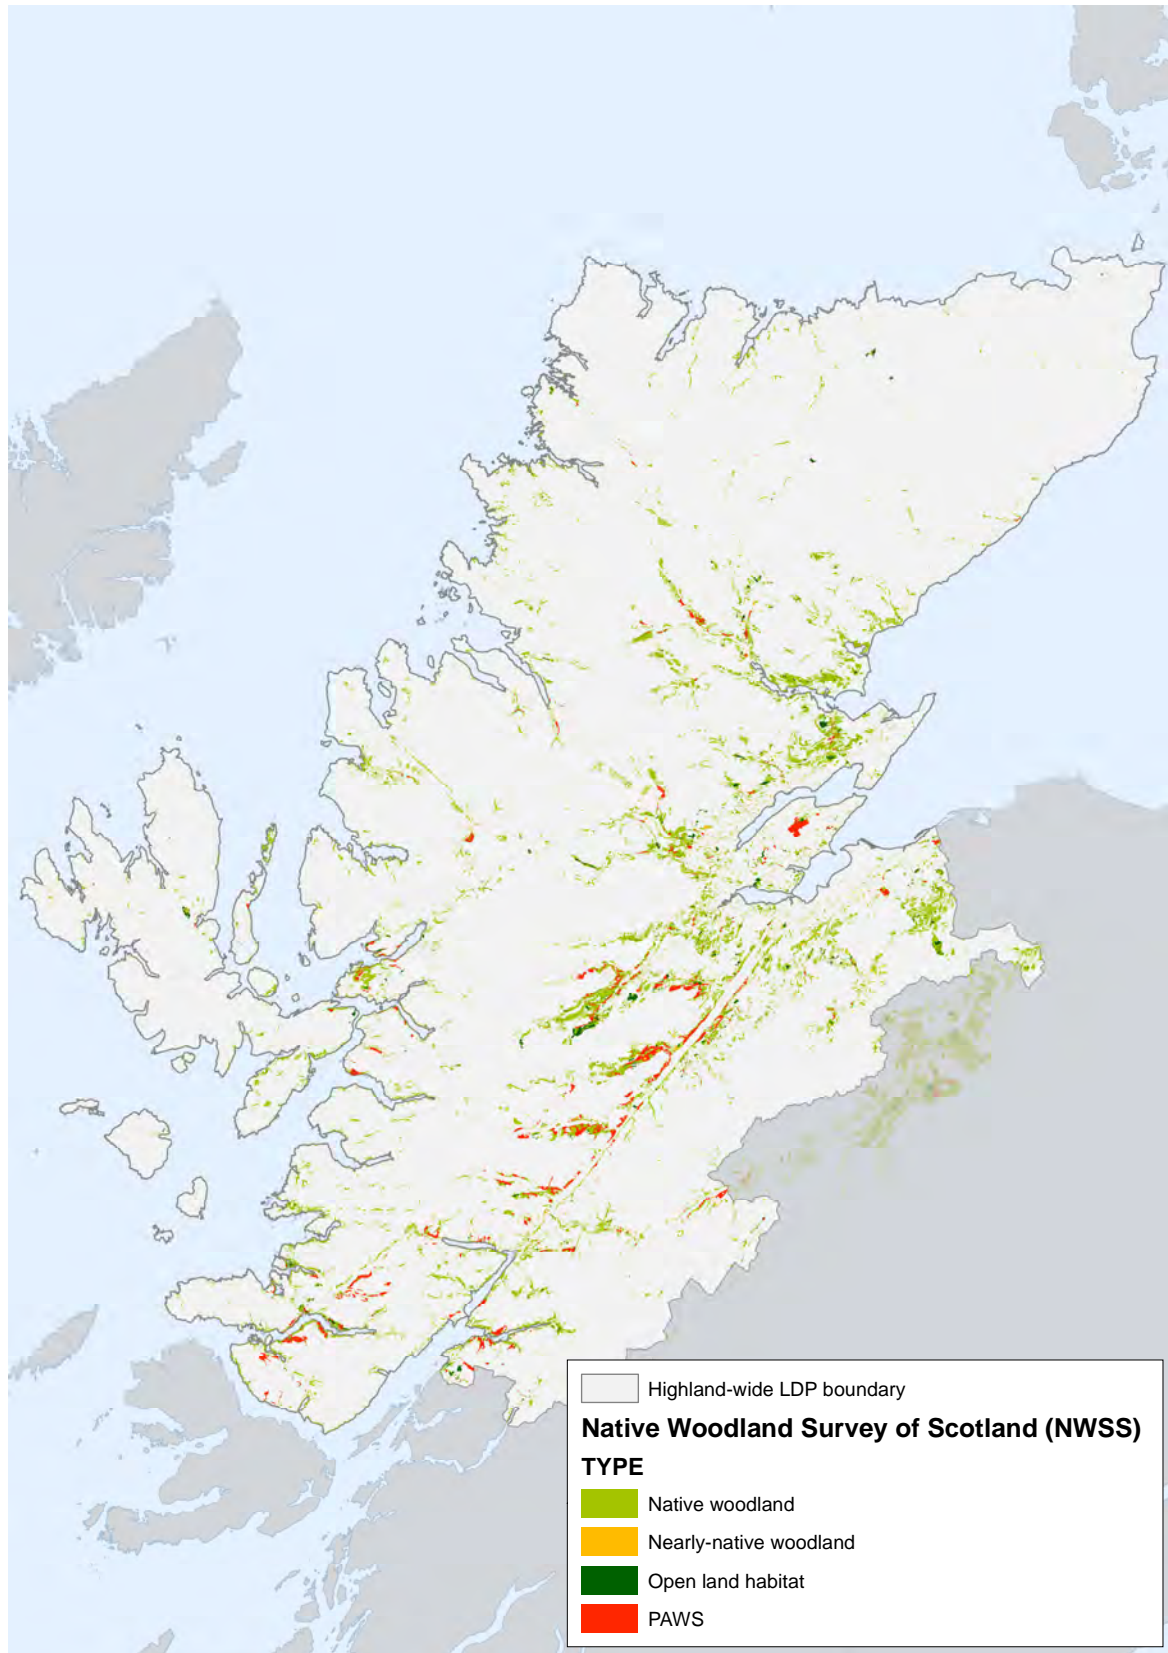 Highland-wide LDP boundary
Native Woodland Survey of Scotland (NWSS)
TYPE
Native woodland
Nearly-native woodland
Open land habitat
PAWS